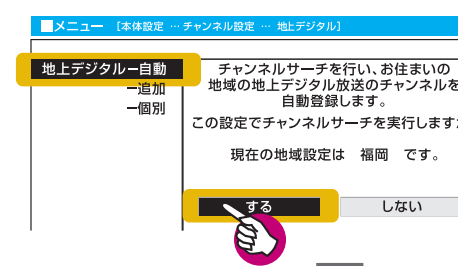 ■メニュー ［本体設定 … チャンネル設定 … 地上デジタル］
地上デジタルー自動
ー追加
ー個別
チャンネルサーチを行い、お住まいの
地域の地上デジタル放送のチャンネルを
自動登録します。
この設定でチャンネルサーチを実行します
現在の地域設定は 福岡 です。
する
しない